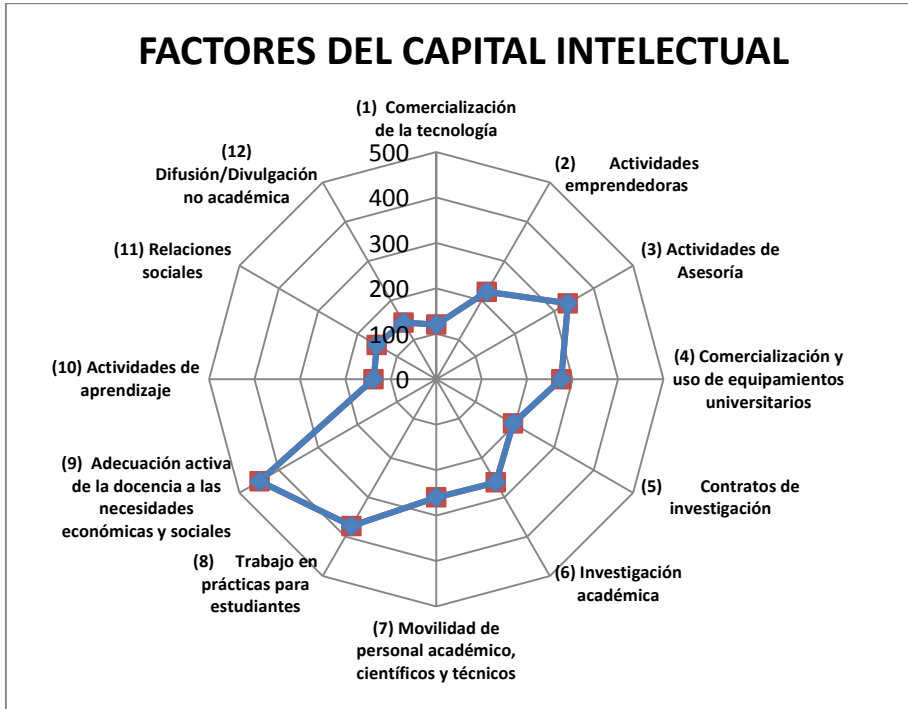 FACTORES DEL CAPITAL INTELECTUAL
(1) Comercialización
de la tecnología
(2) Actividades
emprendedoras
(3) Actividades de
Asesoría
(4) Comercialización y
uso de equipamientos
universitarios
(5) Contratos de
investigación
(6) Investigación
académica
(7) Movilidad de
personal académico,
científicos y técnicos
(8) Trabajo en
prácticas para
estudiantes
(9) Adecuación activa
de la docencia a las
necesidades
económicas y sociales
(10) Actividades de
aprendizaje
(11) Relaciones
sociales
(12)
Difusión/Divulgación
no académica
500
400
300
200
100
0